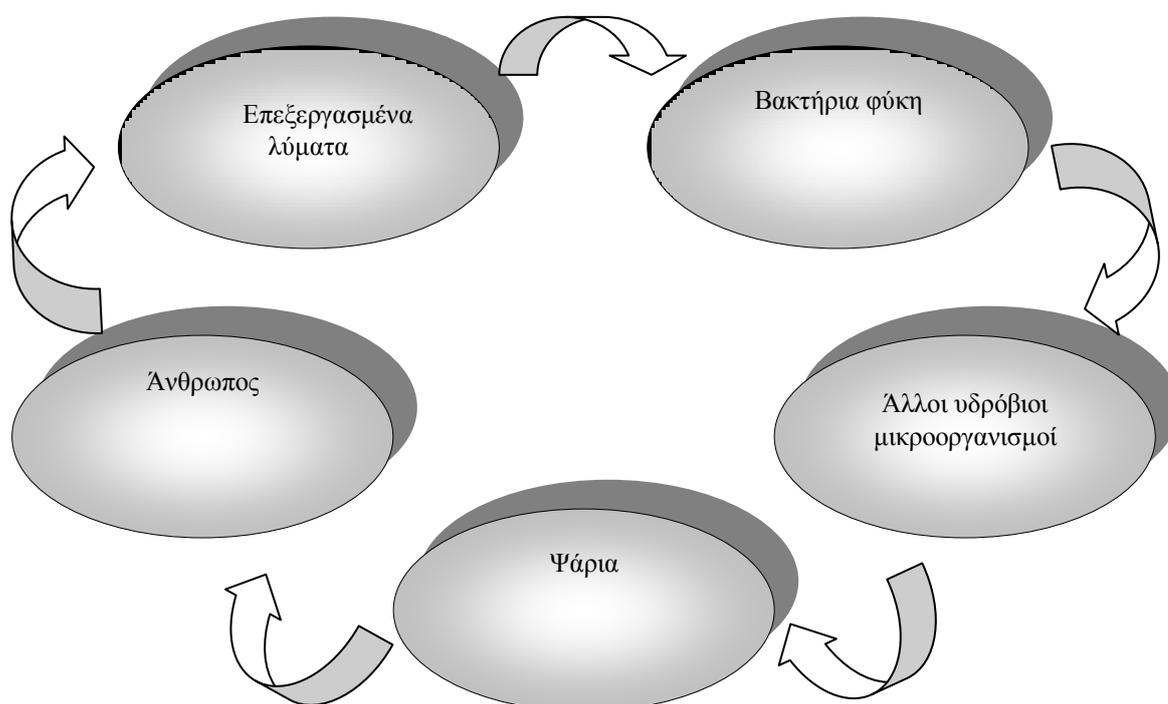 Επεξεργασμένα
λύματα
Βακτήρια φύκη
Άνθρωπος
Άλλοι υδρόβιοι
μικροοργανισμοί
Ψάρια